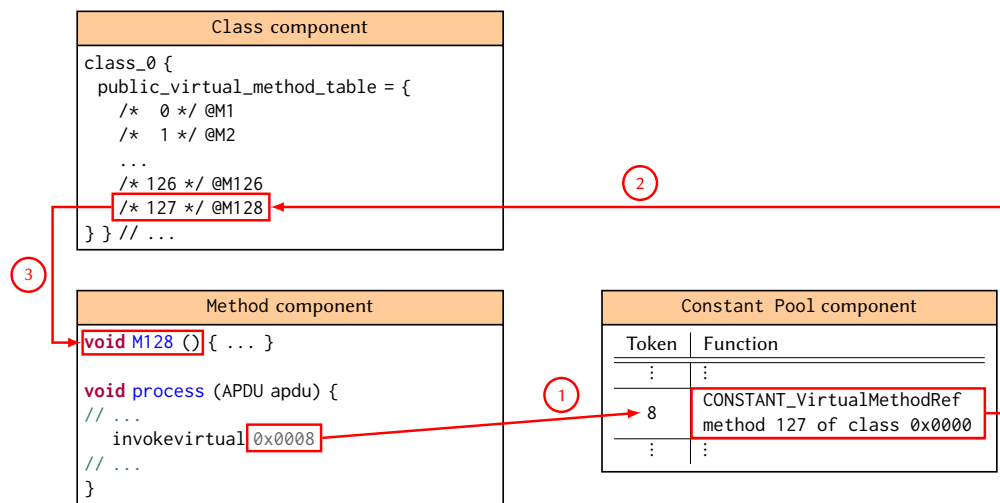 Class component
class_0 {
public_virtual_method_table = {
/* 0 */ @M1
/* 1 */ @M2
...
/* 126 */ @M126
/* 127 */ @M128
} } // ...
2
3
Method component
void M128 () { ... }
void process (APDU apdu) {
// ...
invokevirtual 0x0008
// ...
}
1
Constant Pool component
Token Function
⋮ ⋮
8 CONSTANT_VirtualMethodRef
method 127 of class 0x0000
⋮ ⋮